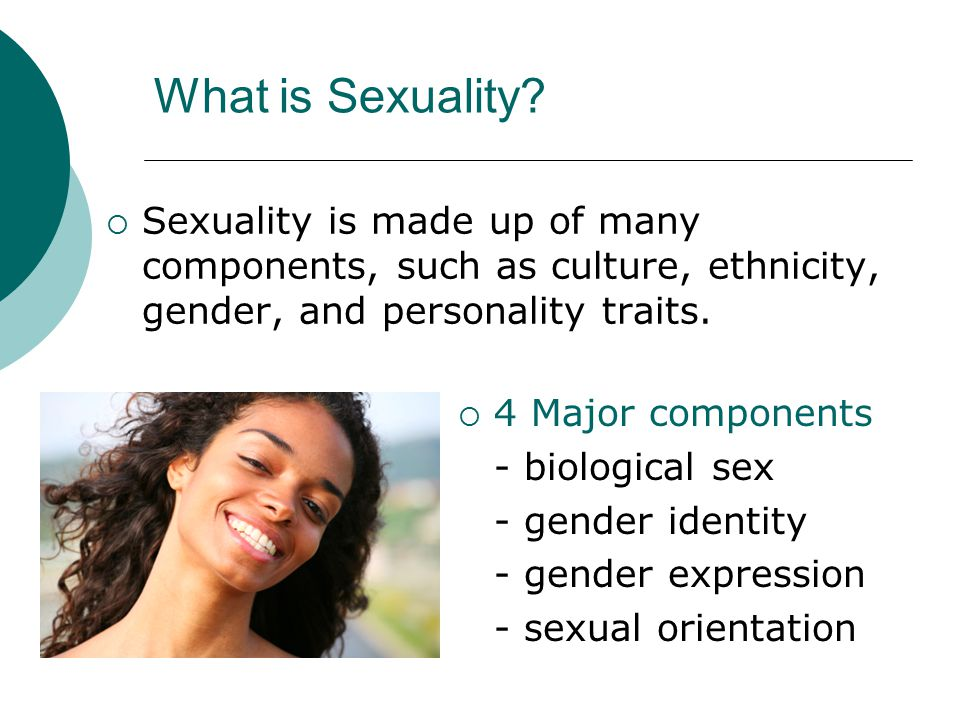 What is Sexuality?
Sexuality is made up of many
components, such as culture, ethnicity,
gender, and personality traits.
4 Major components
- biological sex
- gender identity
- gender expression
- sexual orientation